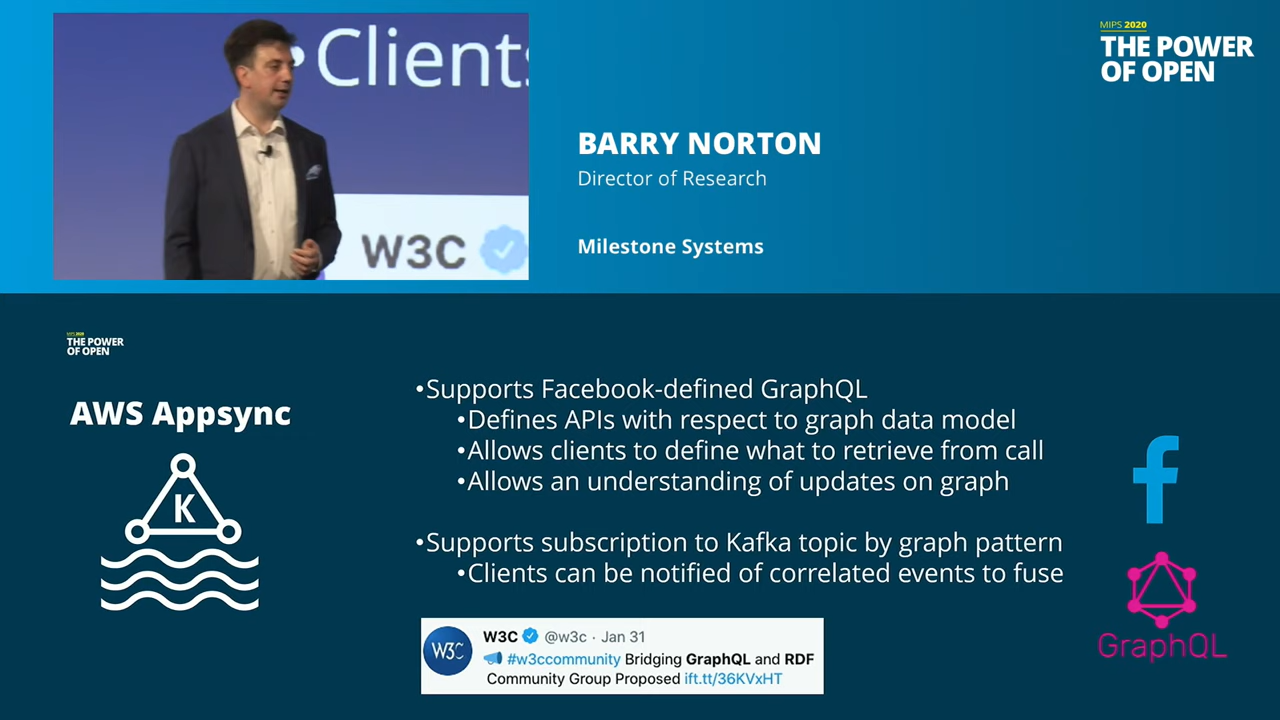 •Clients
W3C
MIPS 2020
THE POWER
OF OPEN
BARRY NORTON
Director of Research
Milestone Systems
MIPS 2020
THE POWER
OF OPEN
AWS Appsync
K
•Supports Facebook-defined GraphQL
•Defines APIs with respect to graph data model
•Allows clients to define what to retrieve from call
•Allows an understanding of updates on graph
•Supports subscription to Kafka topic by graph pattern
•Clients can be notified of correlated events to fuse
f
GraphQL
W3C
W3C @w3c · Jan 31
#w3ccommunity Bridging GraphQL and RDF
Community Group Proposed ift.tt/36KVxHT